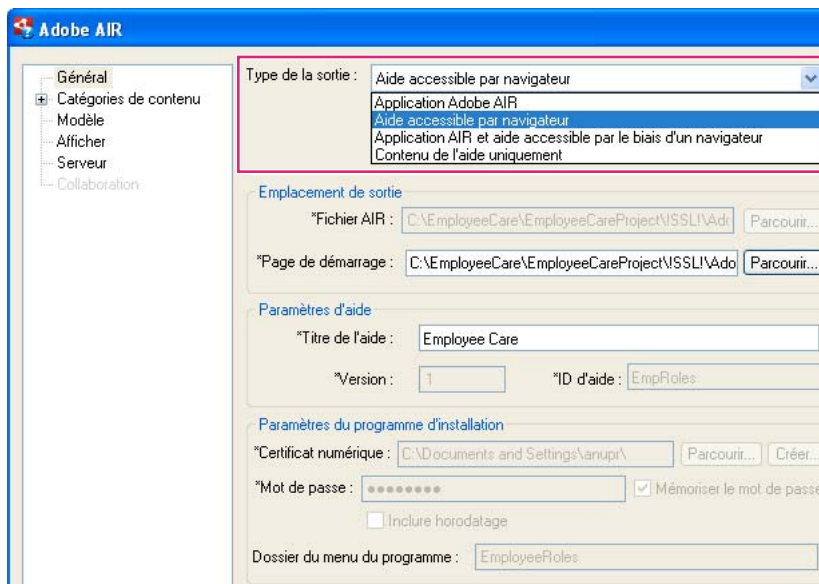 Adobe AIR
Général
Catégories de contenu
Modèle
Afficher
Serveur
Collaboration
Type de la sortie : Aide accessible par navigateur
Application Adobe AIR
Aide accessible par navigateur
Application AIR et aide accessible par le biais d'un navigateur
Contenu de l'aide uniquement
Emplacement de sortie
*Fichier AIR : C:\EmployeeCare\EmployeeCareProject\!SSL!\Ado Parcourir...
*Page de démarrage : C:\EmployeeCare\EmployeeCareProject\!SSL!\Ado Parcourir...
Paramètres d'aide
*Titre de l'aide : Employee Care
*Version : 1 *ID d'aide : EmpRoles
Paramètres du programme d'installation
*Certificat numérique : C:\Documents and Settings\anupr\ Parcourir... Créer...
*Mot de passe : ●●●●●●●● Mémoriser le mot de passe
Inclure horodatage
Dossier du menu du programme : EmployeeRoles